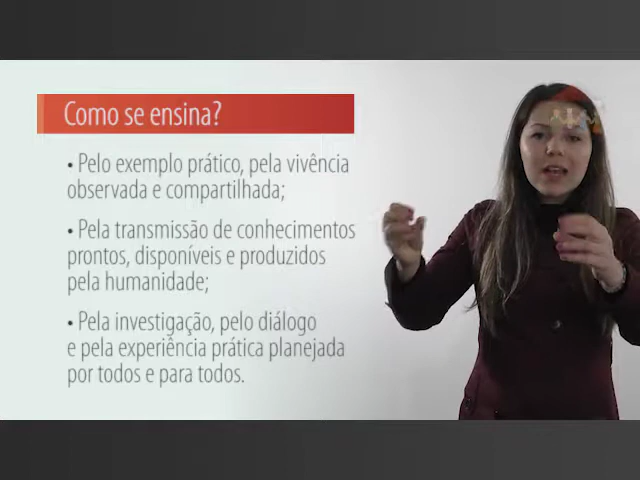 Como se ensina?
• Pelo exemplo prático, pela vivência
observada e compartilhada;
• Pela transmissão de conhecimentos
prontos, disponíveis e produzidos
pela humanidade;
• Pela investigação, pelo diálogo
e pela experiência prática planejada
por todos e para todos.